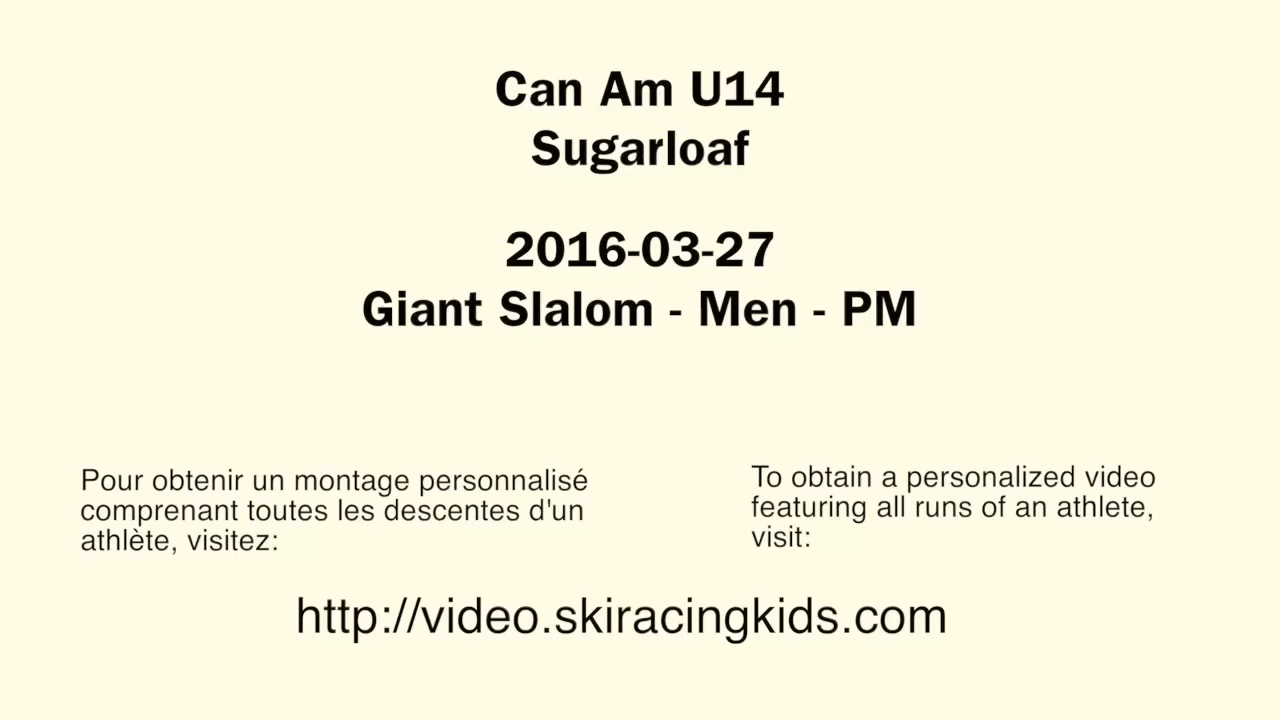 Can Am U14
Sugarloaf
2016-03-27
Giant Slalom - Men - PM
Pour obtenir un montage personnalisé
comprenant toutes les descentes d'un
athlète, visitez:
To obtain a personalized video
featuring all runs of an athlete,
visit:
http://video.skiracingkids.com